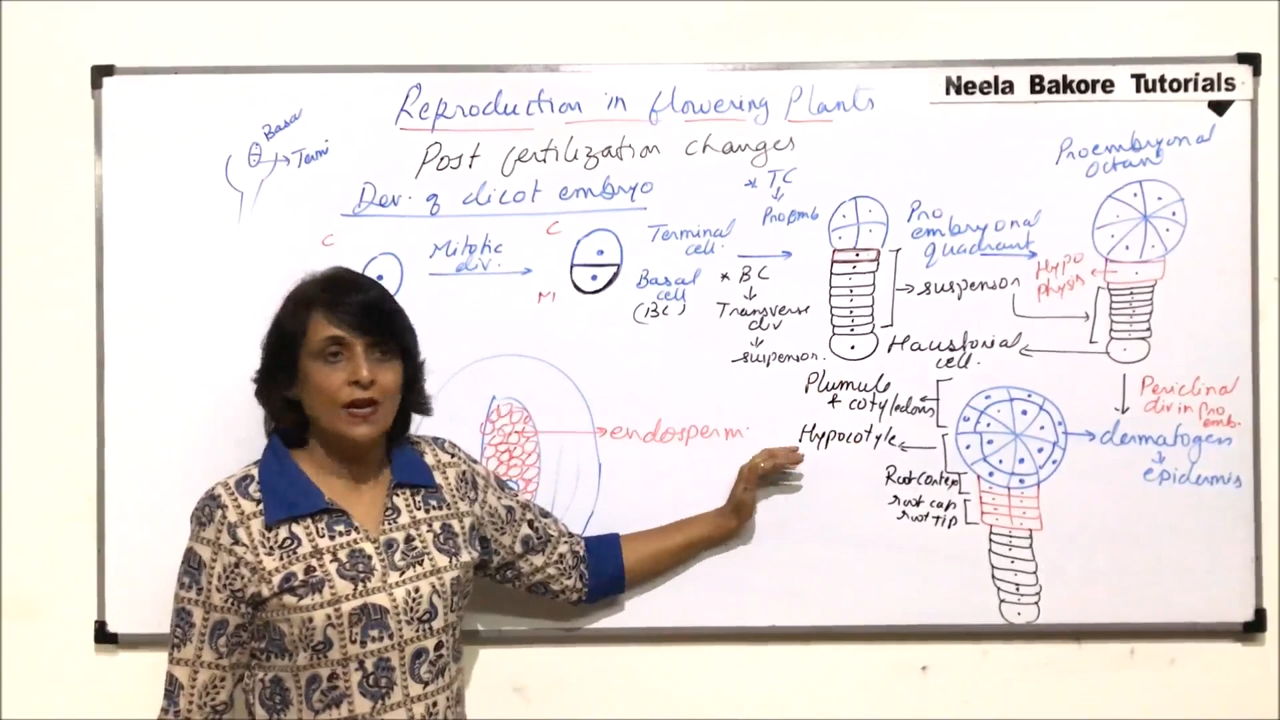 Neela Bakore Tutorials
Reproduction in flowering Plants
Post fertilization changes
Dev. of dicot embryo
Basa
Termi
C
Mitotic
div.
C
M
Terminal
cell.
Basal
cell
(BC)
* TC
Proemb
* BC
Transverse
div
suspensor.
Pro
embryonal
quadrant
suspensor
Haustorial
cell.
Proembryonal
Octant
Hypo
physis
Periclinal
div in Pro
emb.
dermatogen
epidermis
Plumule
& cotyledons
Hypocotyle
Root cortex
root cap
root tip
endosperm.